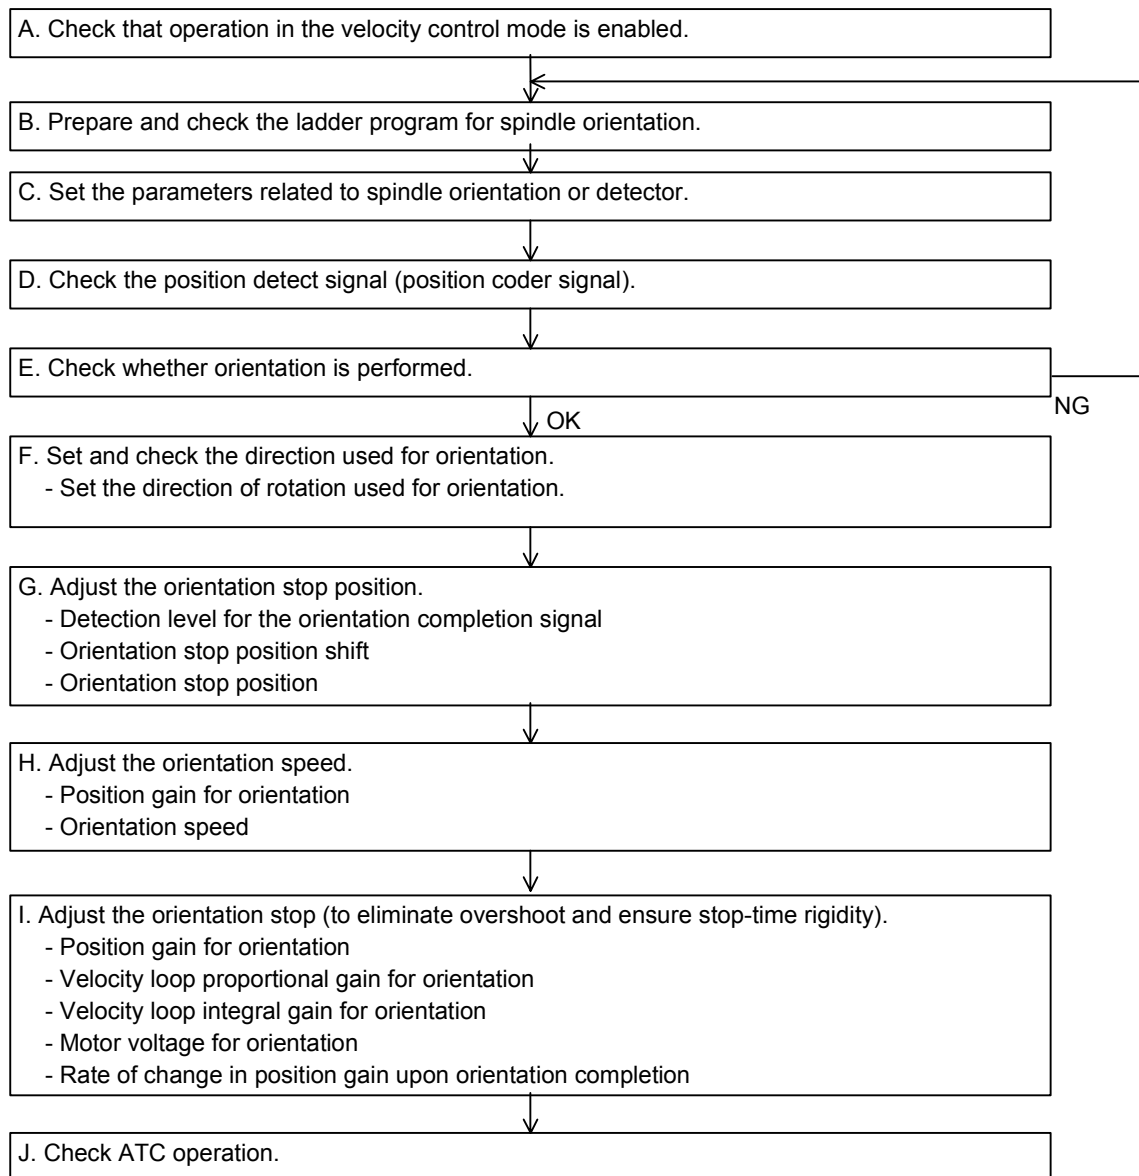 A. Check that operation in the velocity control mode is enabled.
B. Prepare and check the ladder program for spindle orientation.
C. Set the parameters related to spindle orientation or detector.
D. Check the position detect signal (position coder signal).
E. Check whether orientation is performed.
NG
OK
F. Set and check the direction used for orientation.
- Set the direction of rotation used for orientation.
G. Adjust the orientation stop position.
- Detection level for the orientation completion signal
- Orientation stop position shift
- Orientation stop position
H. Adjust the orientation speed.
- Position gain for orientation
- Orientation speed
I. Adjust the orientation stop (to eliminate overshoot and ensure stop-time rigidity).
- Position gain for orientation
- Velocity loop proportional gain for orientation
- Velocity loop integral gain for orientation
- Motor voltage for orientation
- Rate of change in position gain upon orientation completion
J. Check ATC operation.